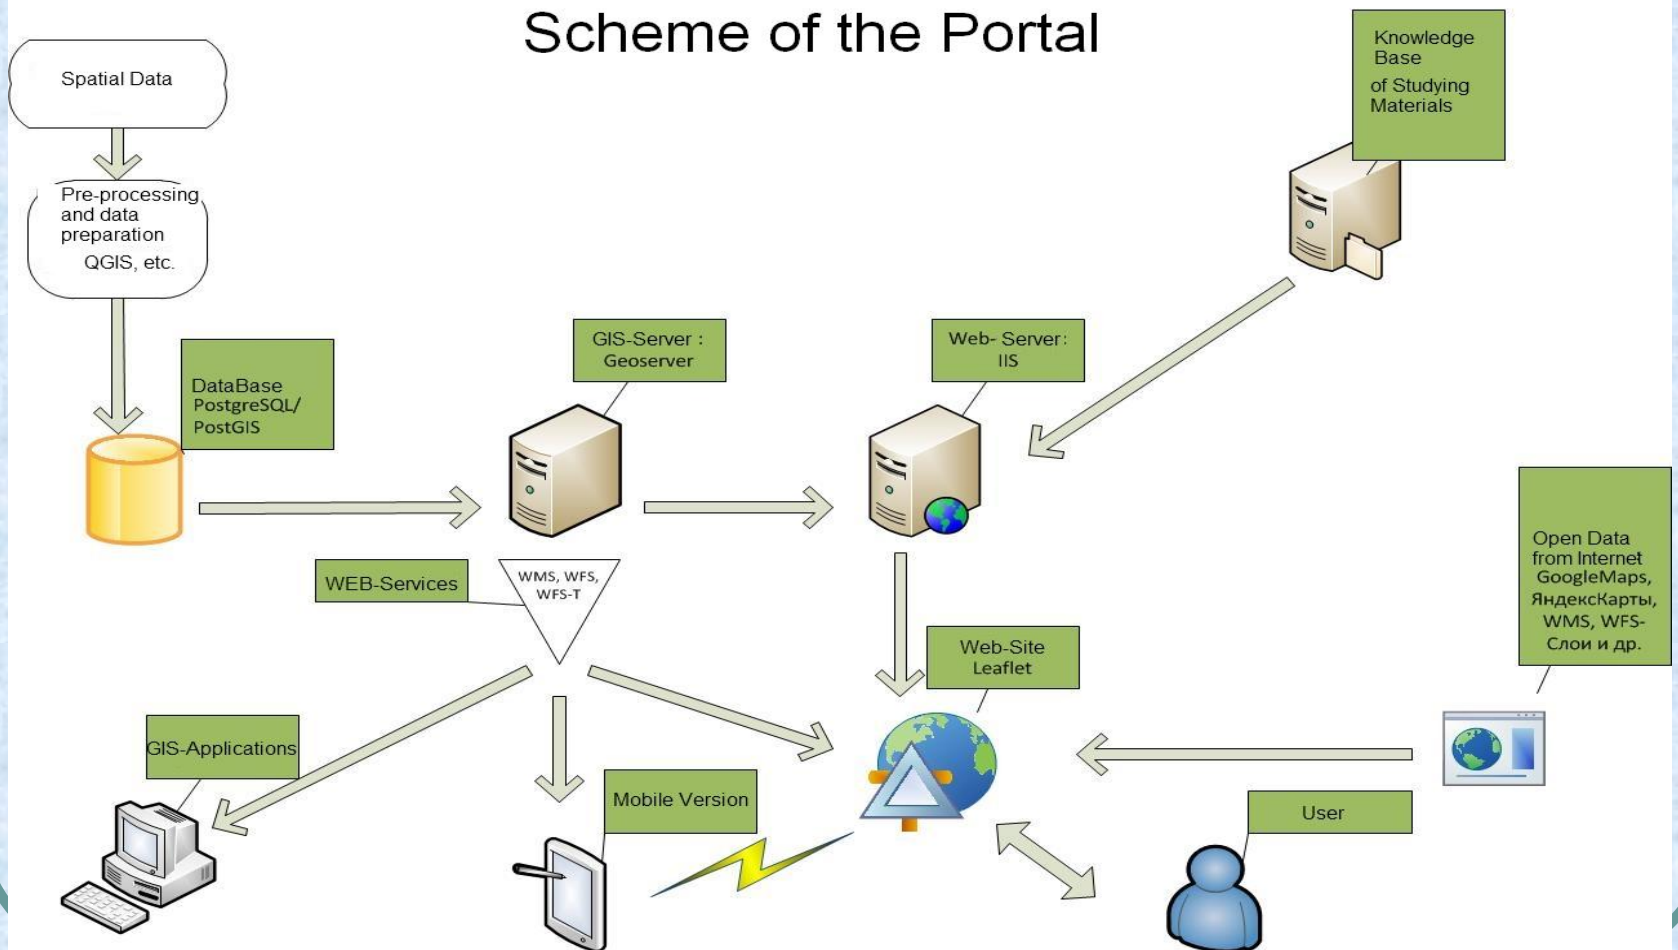 Scheme of the Portal
Spatial Data
Pre-processing
and data
preparation
QGIS, etc.
DataBase
PostgreSQL/
PostGIS
GIS-Server :
Geoserver
Web- Server:
IIS
Knowledge
Base
of Studying
Materials
WEB-Services
WMS, WFS,
WFS-T
Web-Site
Leaflet
Open Data
from Internet
GoogleMaps,
ЯндексКарты,
WMS, WFS-
Слои и др.
GIS-Applications
Mobile Version
User